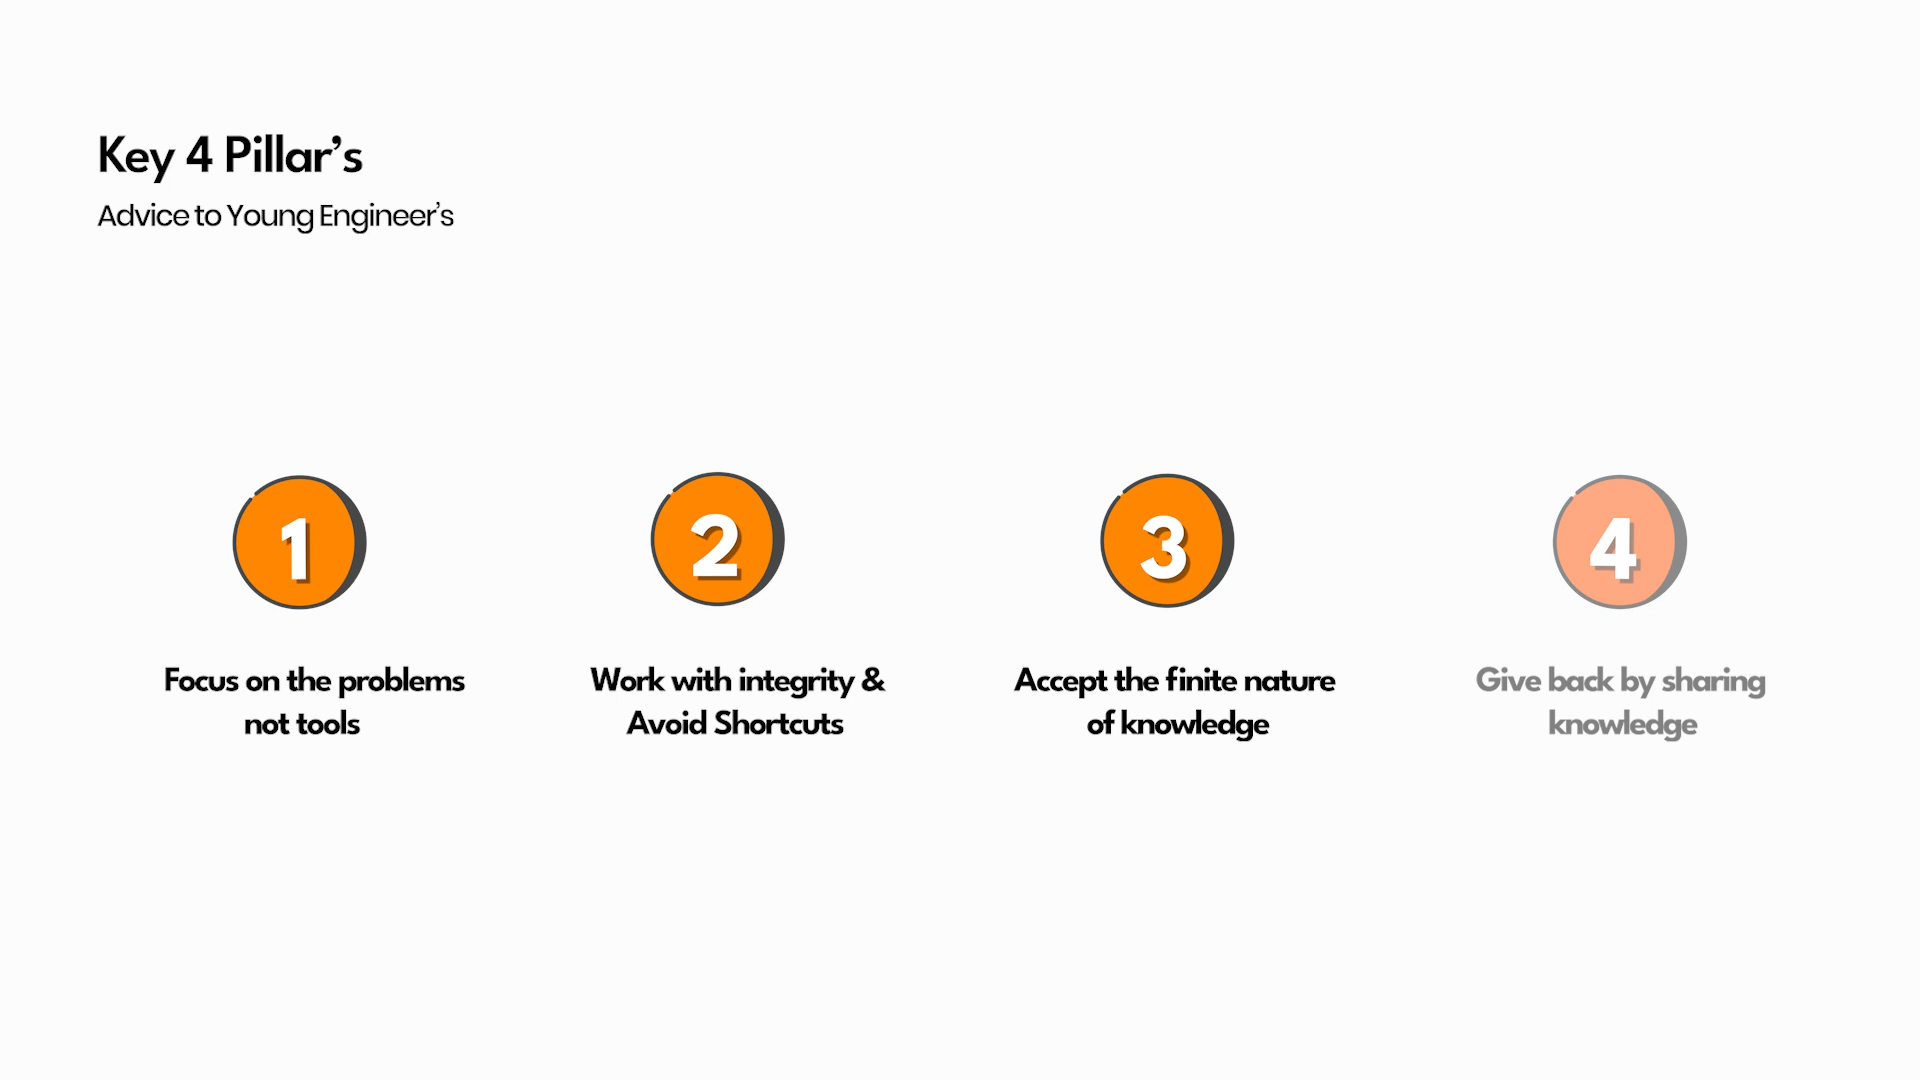 Key 4 Pillar’s
Advice to Young Engineer’s
1
Focus on the problems
not tools
2
Work with integrity &
Avoid Shortcuts
3
Accept the finite nature
of knowledge
4
Give back by sharing
knowledge